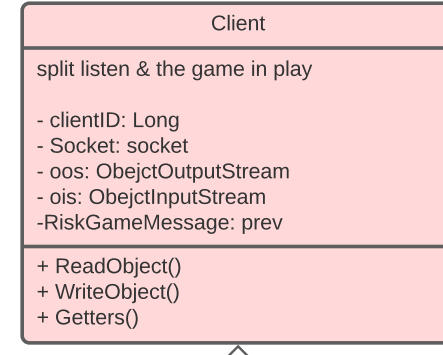 Client
split listen & the game in play
- clientID: Long
- Socket: socket
- oos: ObejctOutputStream
- ois: ObejctInputStream
-RiskGameMessage: prev
+ ReadObject()
+ WriteObject()
+ Getters()